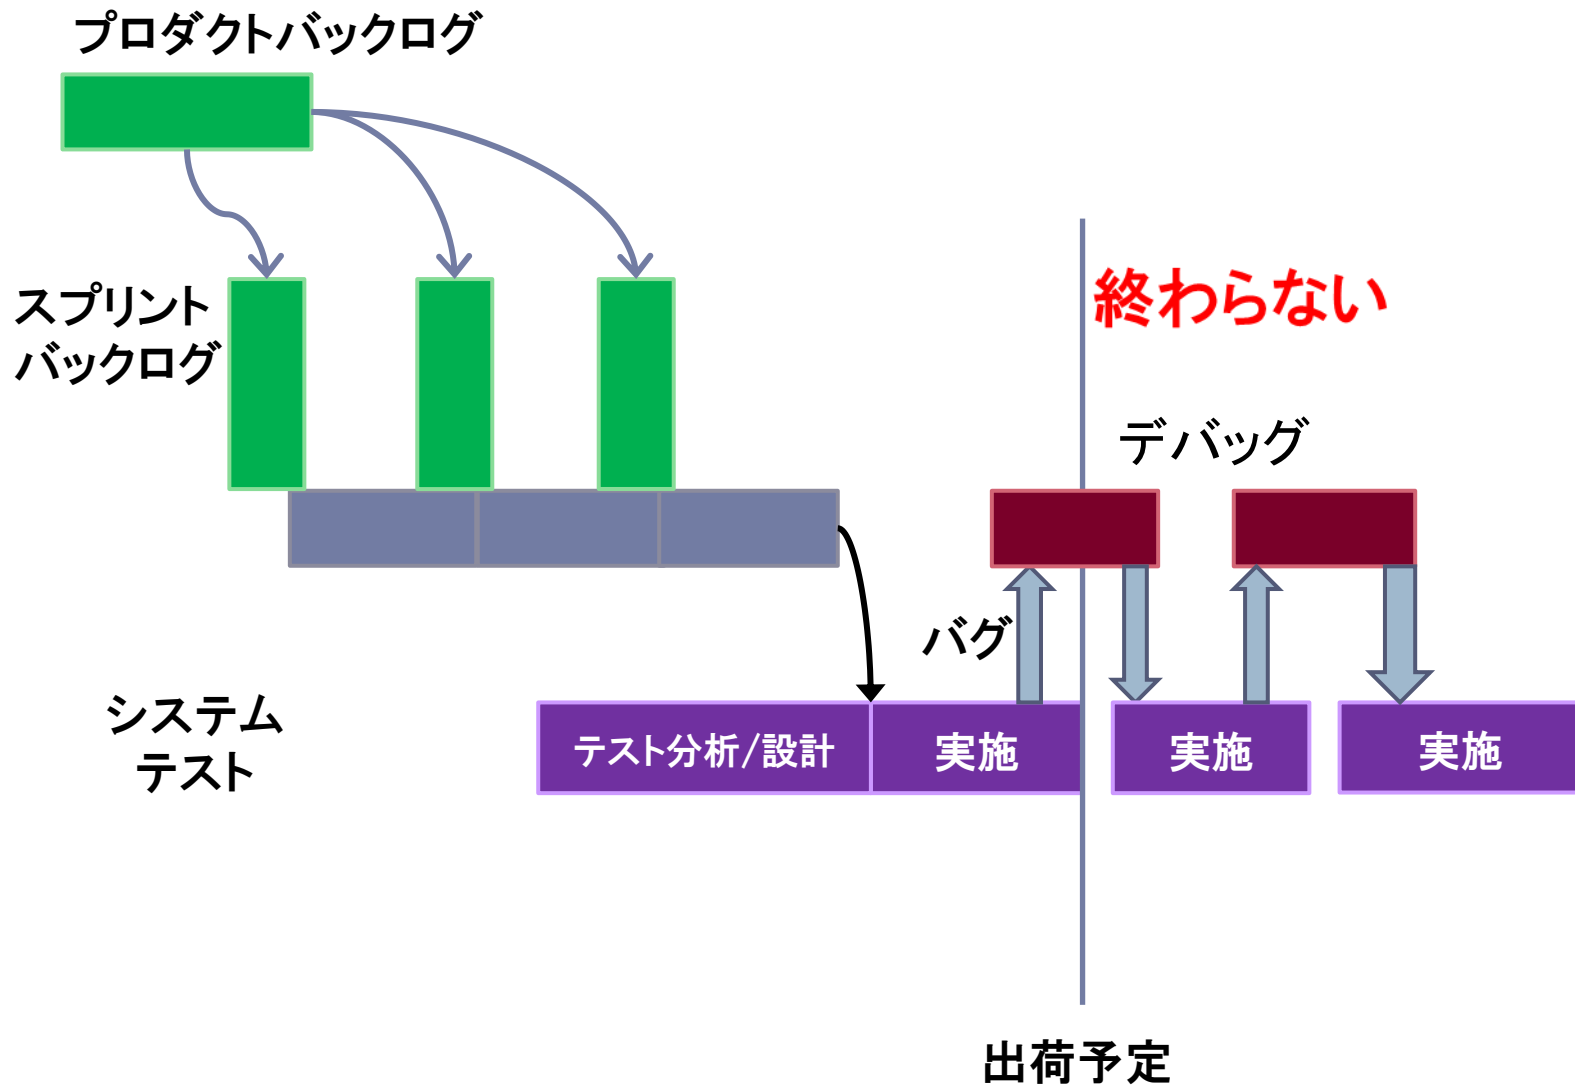 プロダクトバックログ
スプリント
バックログ
終わらない
デバッグ
バグ
システム
テスト
テスト分析/設計
実施
実施
実施
出荷予定